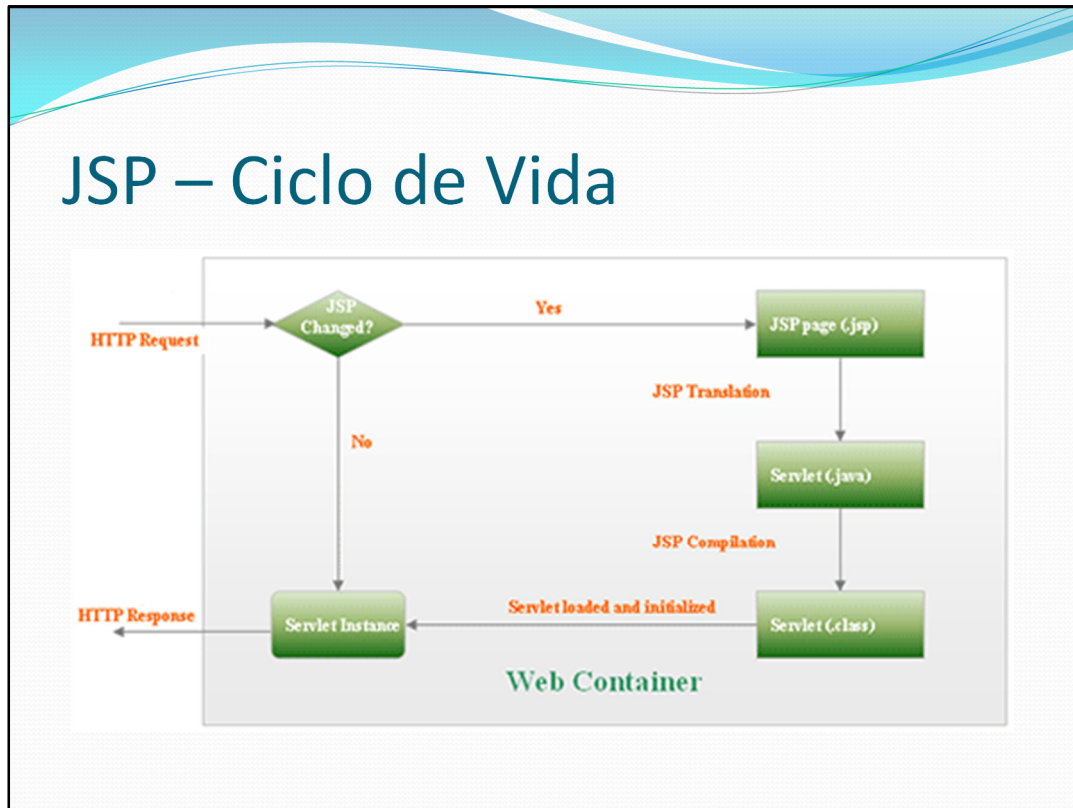 JSP – Ciclo de Vida
JSP
Changed?
Yes
JSP page (.jsp)
HTTP Request
JSP Translation
No
Servlet (.java)
JSP Compilation
HTTP Response
Servlet Instance
Servlet loaded and initialized
Servlet (.class)
Web Container